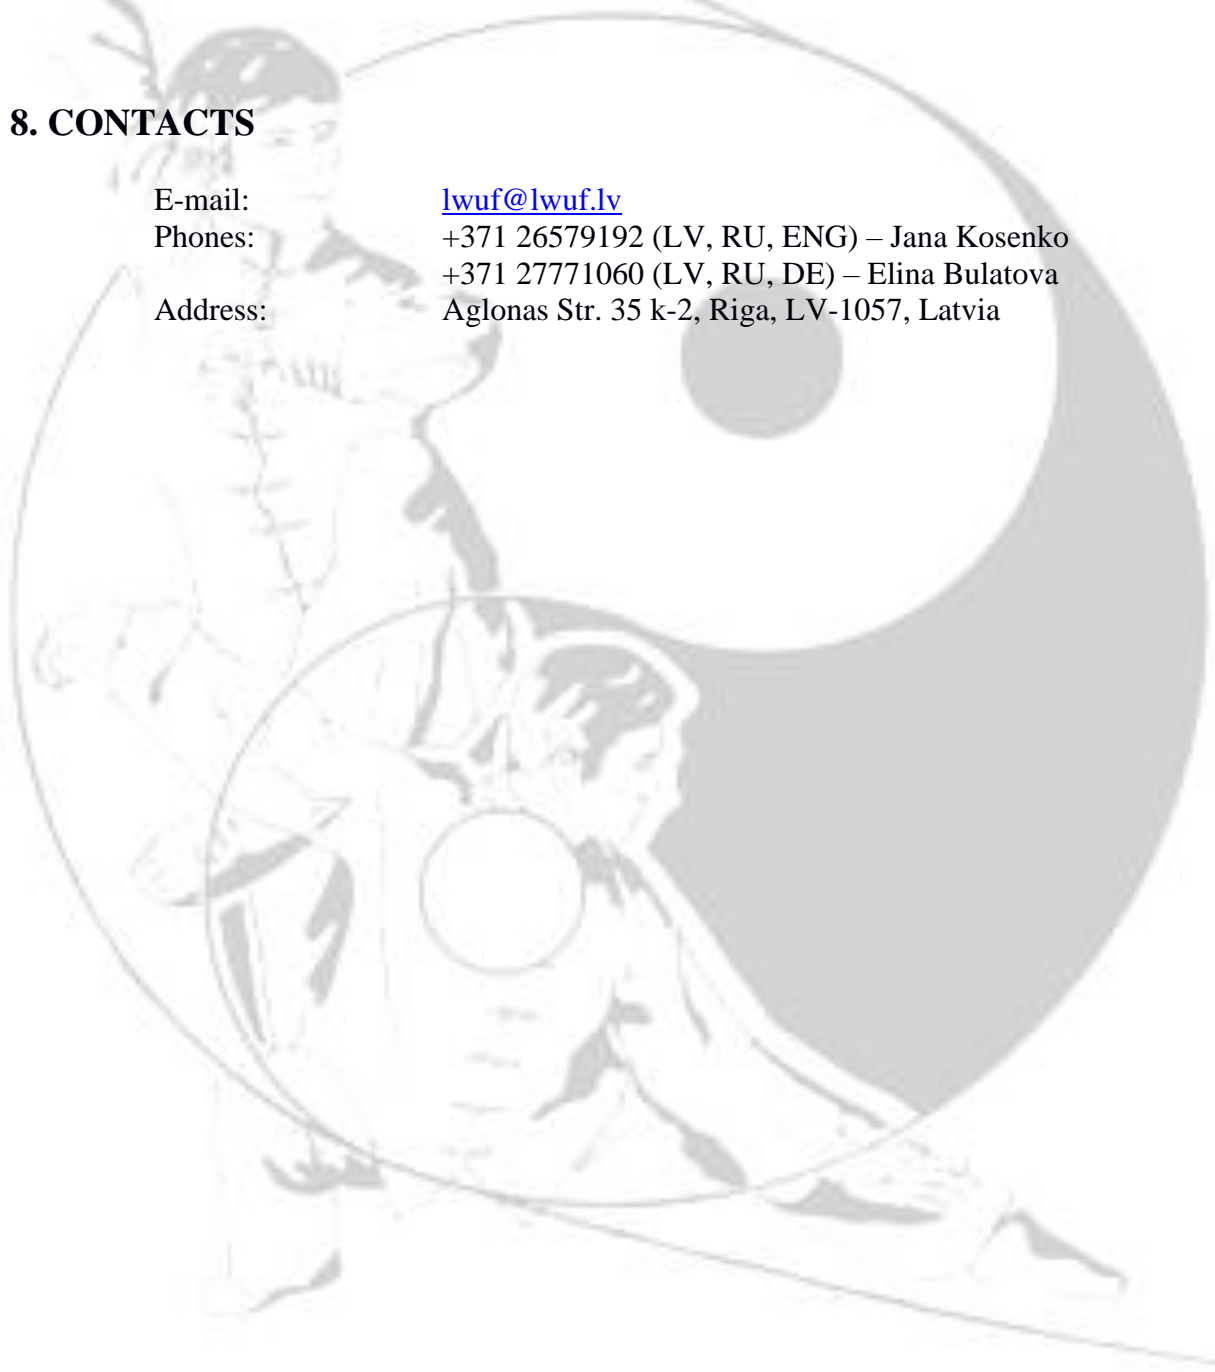 8. CONTACTS
E-mail: lwuf@lwuf.lv
Phones: +371 26579192 (LV, RU, ENG) – Jana Kosenko
+371 27771060 (LV, RU, DE) – Elina Bulatova
Address: Aglonas Str. 35 k-2, Riga, LV-1057, Latvia